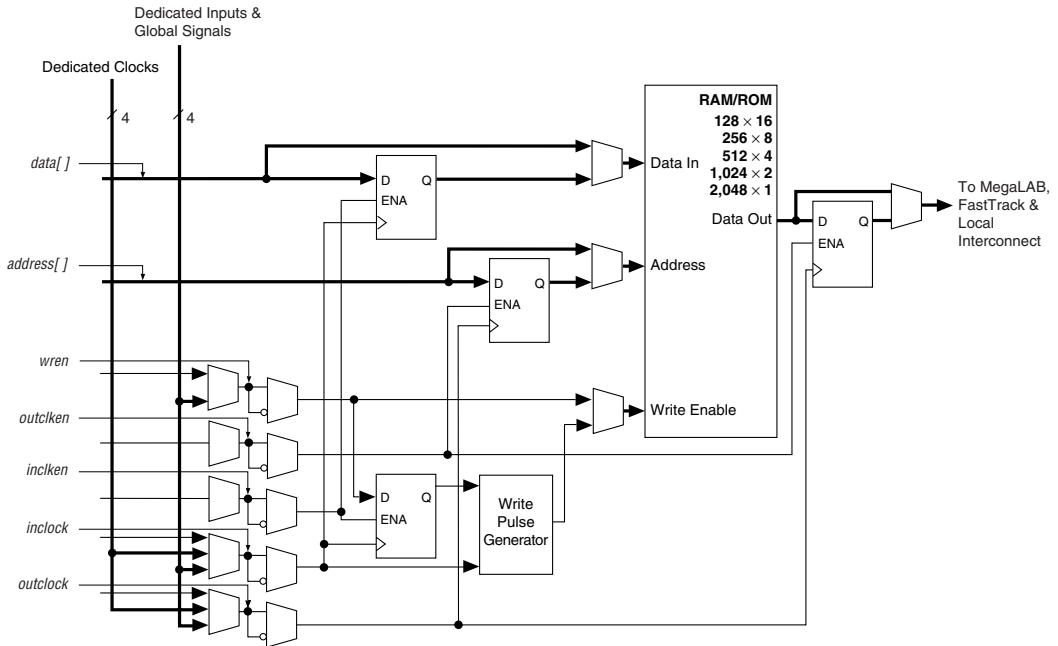 Dedicated Inputs &
Global Signals
Dedicated Clocks
4
4
RAM/ROM
128 × 16
256 × 8
512 × 4
1,024 × 2
2,048 × 1
data[ ]
D
Q
ENA
Data In
Data Out
D
Q
ENA
To MegaLAB,
FastTrack &
Local
Interconnect
address[ ]
D
Q
ENA
Address
wren
outclken
inclken
inclock
outclock
Write Enable
D
Q
ENA
Write
Pulse
Generator